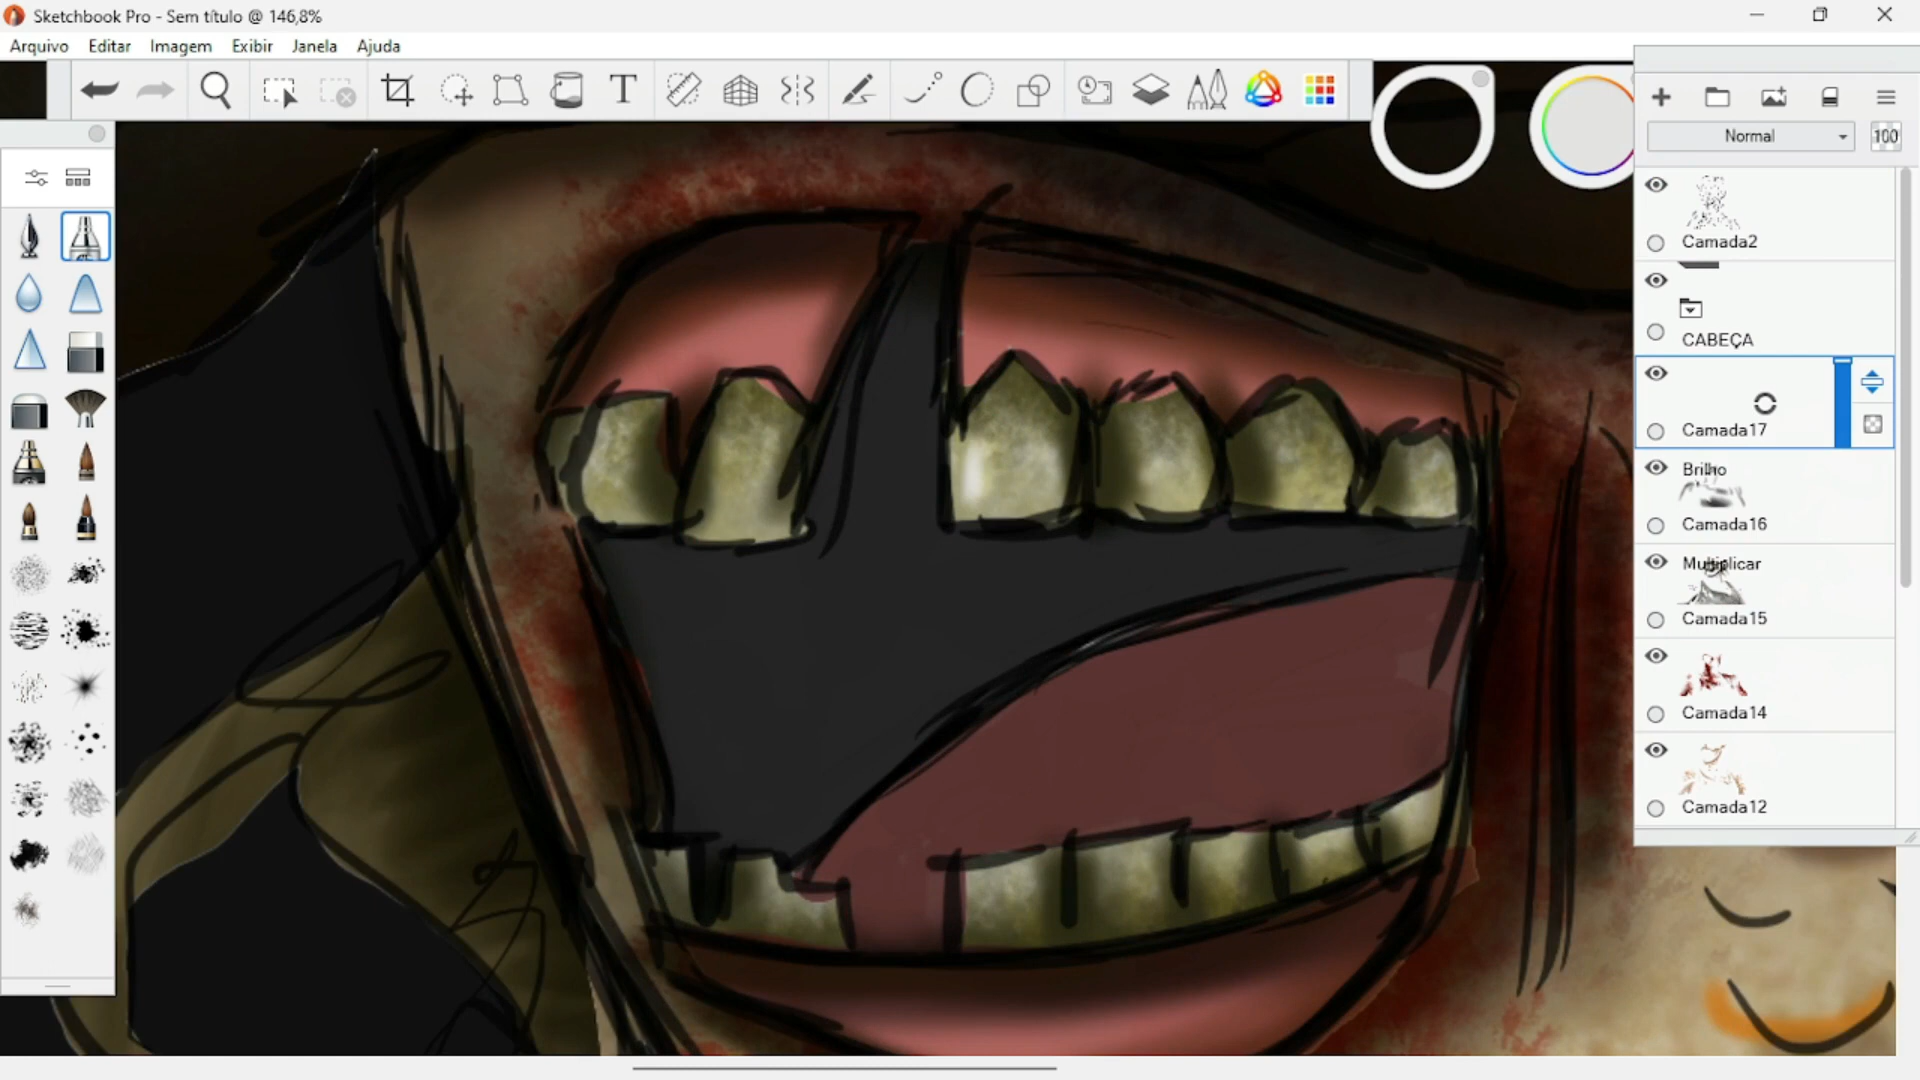 Sketchbook Pro - Sem título @ 146,8%
Arquivo Editar Imagem Exibir Janela Ajuda
T
Normal 100
Camada2
CABEÇA
Camada17
Brilho
Camada16
Multiplicar
Camada15
Camada14
Camada12